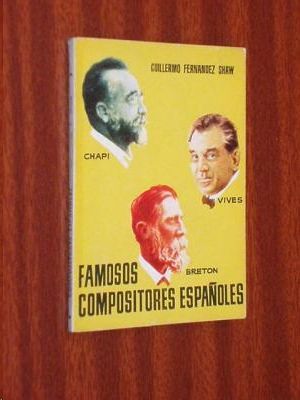 GUILLERMO FERNANDEZ SHAW
CHAPI
VIVES
BRETON
FAMOSOS
COMPOSITORES ESPAÑOLES